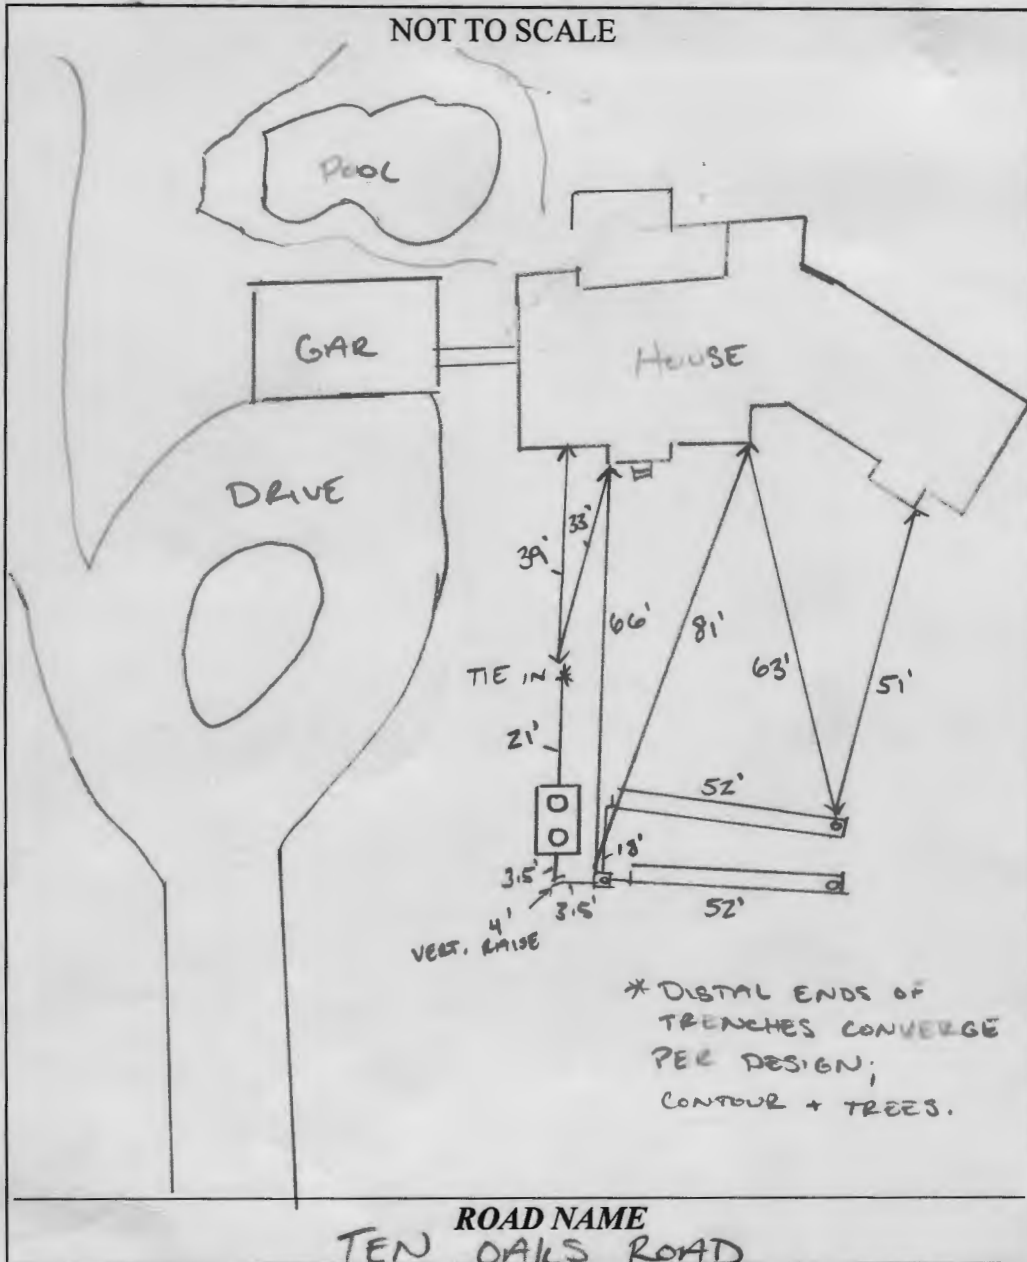 NOT TO SCALE
POOL
GAR
HOUSE
DRIVE
39'
33'
66'
81'
63'
51'
TIE IN *
21'
52'
18'
3.5'
3.5'
52'
4'
VERT. RAISE
* DISTAL ENDS OF
TRENCHES CONVERGE
PER DESIGN;
CONTOUR + TREES.
ROAD NAME
TEN OAKS ROAD